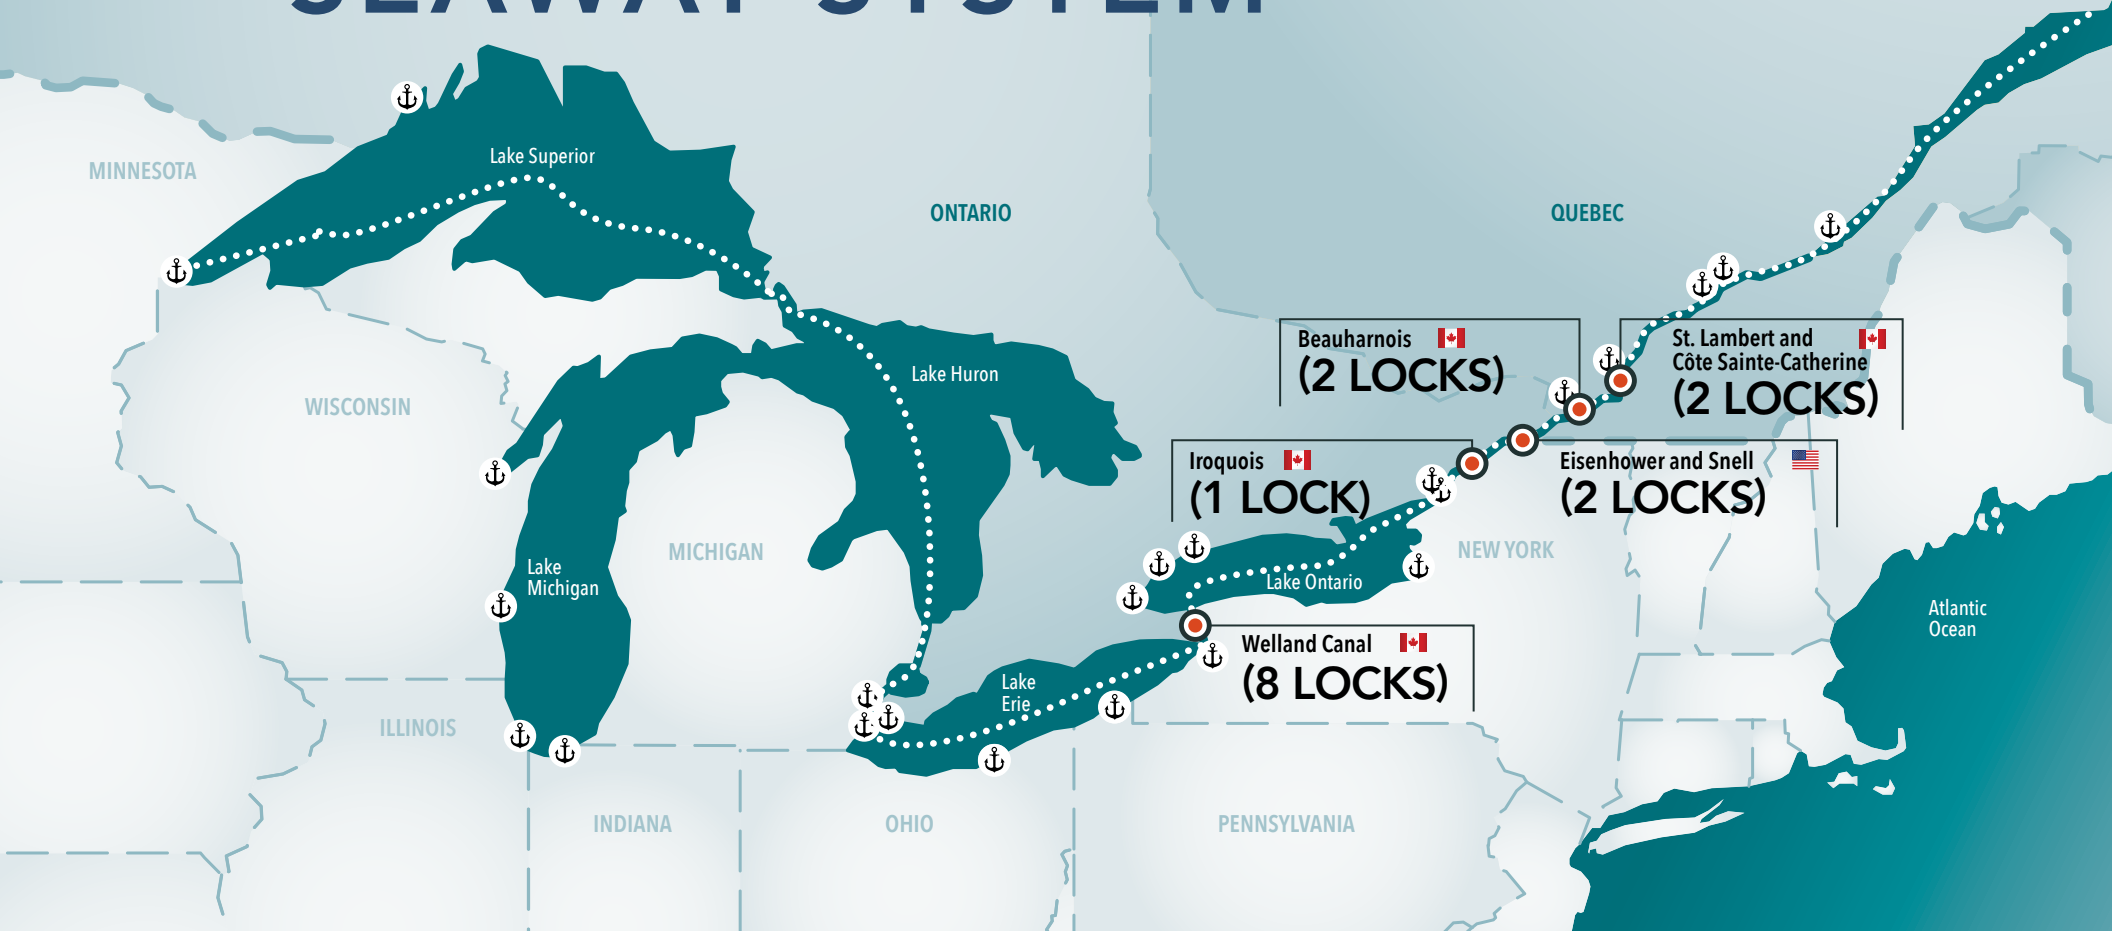 SEAWAY SYSTEM
MINNESOTA
Lake Superior
ONTARIO
QUEBEC
WISCONSIN
Lake Huron
Beauharnois
(2 LOCKS)
St. Lambert and
Côte Sainte-Catherine
(2 LOCKS)
Iroquois
(1 LOCK)
Eisenhower and Snell
(2 LOCKS)
MICHIGAN
Lake
Michigan
NEW YORK
Lake Ontario
Atlantic
Ocean
Welland Canal
(8 LOCKS)
Lake
Erie
ILLINOIS
INDIANA
OHIO
PENNSYLVANIA